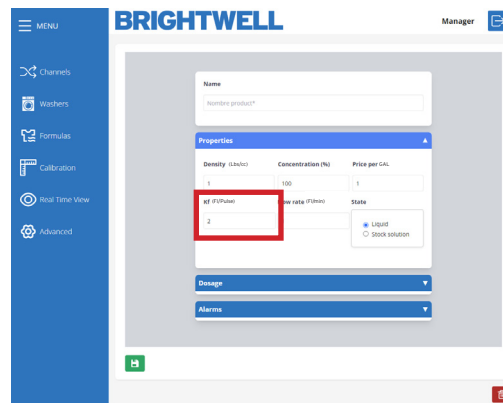 MENU
BRIGHTWELL
Manager
Channels
Washers
Formulas
Calibration
Real Time View
Advanced
Name
Nombre product*
Properties
Density (Lbs/cc) Concentration (%) Price per GAL
1 100 1
Kf (Fl/Pulse) ow rate (Fl/min) State
2
Liquid
Stock solution
Dosage
Alarms